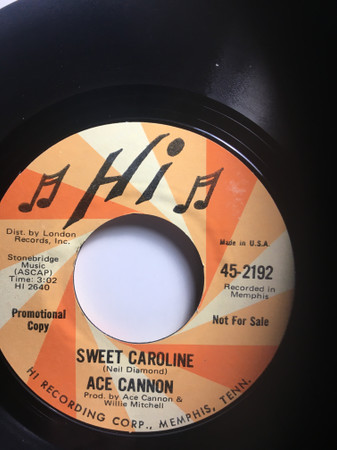 Hi
Dist. by London
Records, Inc.
Made in U.S.A.
Stonebridge
Music
(ASCAP)
Time: 3:02
HI 2640
45-2192
Recorded in
Memphis
Promotional
Copy
Not For Sale
SWEET CAROLINE
(Neil Diamond)
ACE CANNON
Prod. by Ace Cannon &
Willie Mitchell
HI RECORDING CORP., MEMPHIS, TENN.